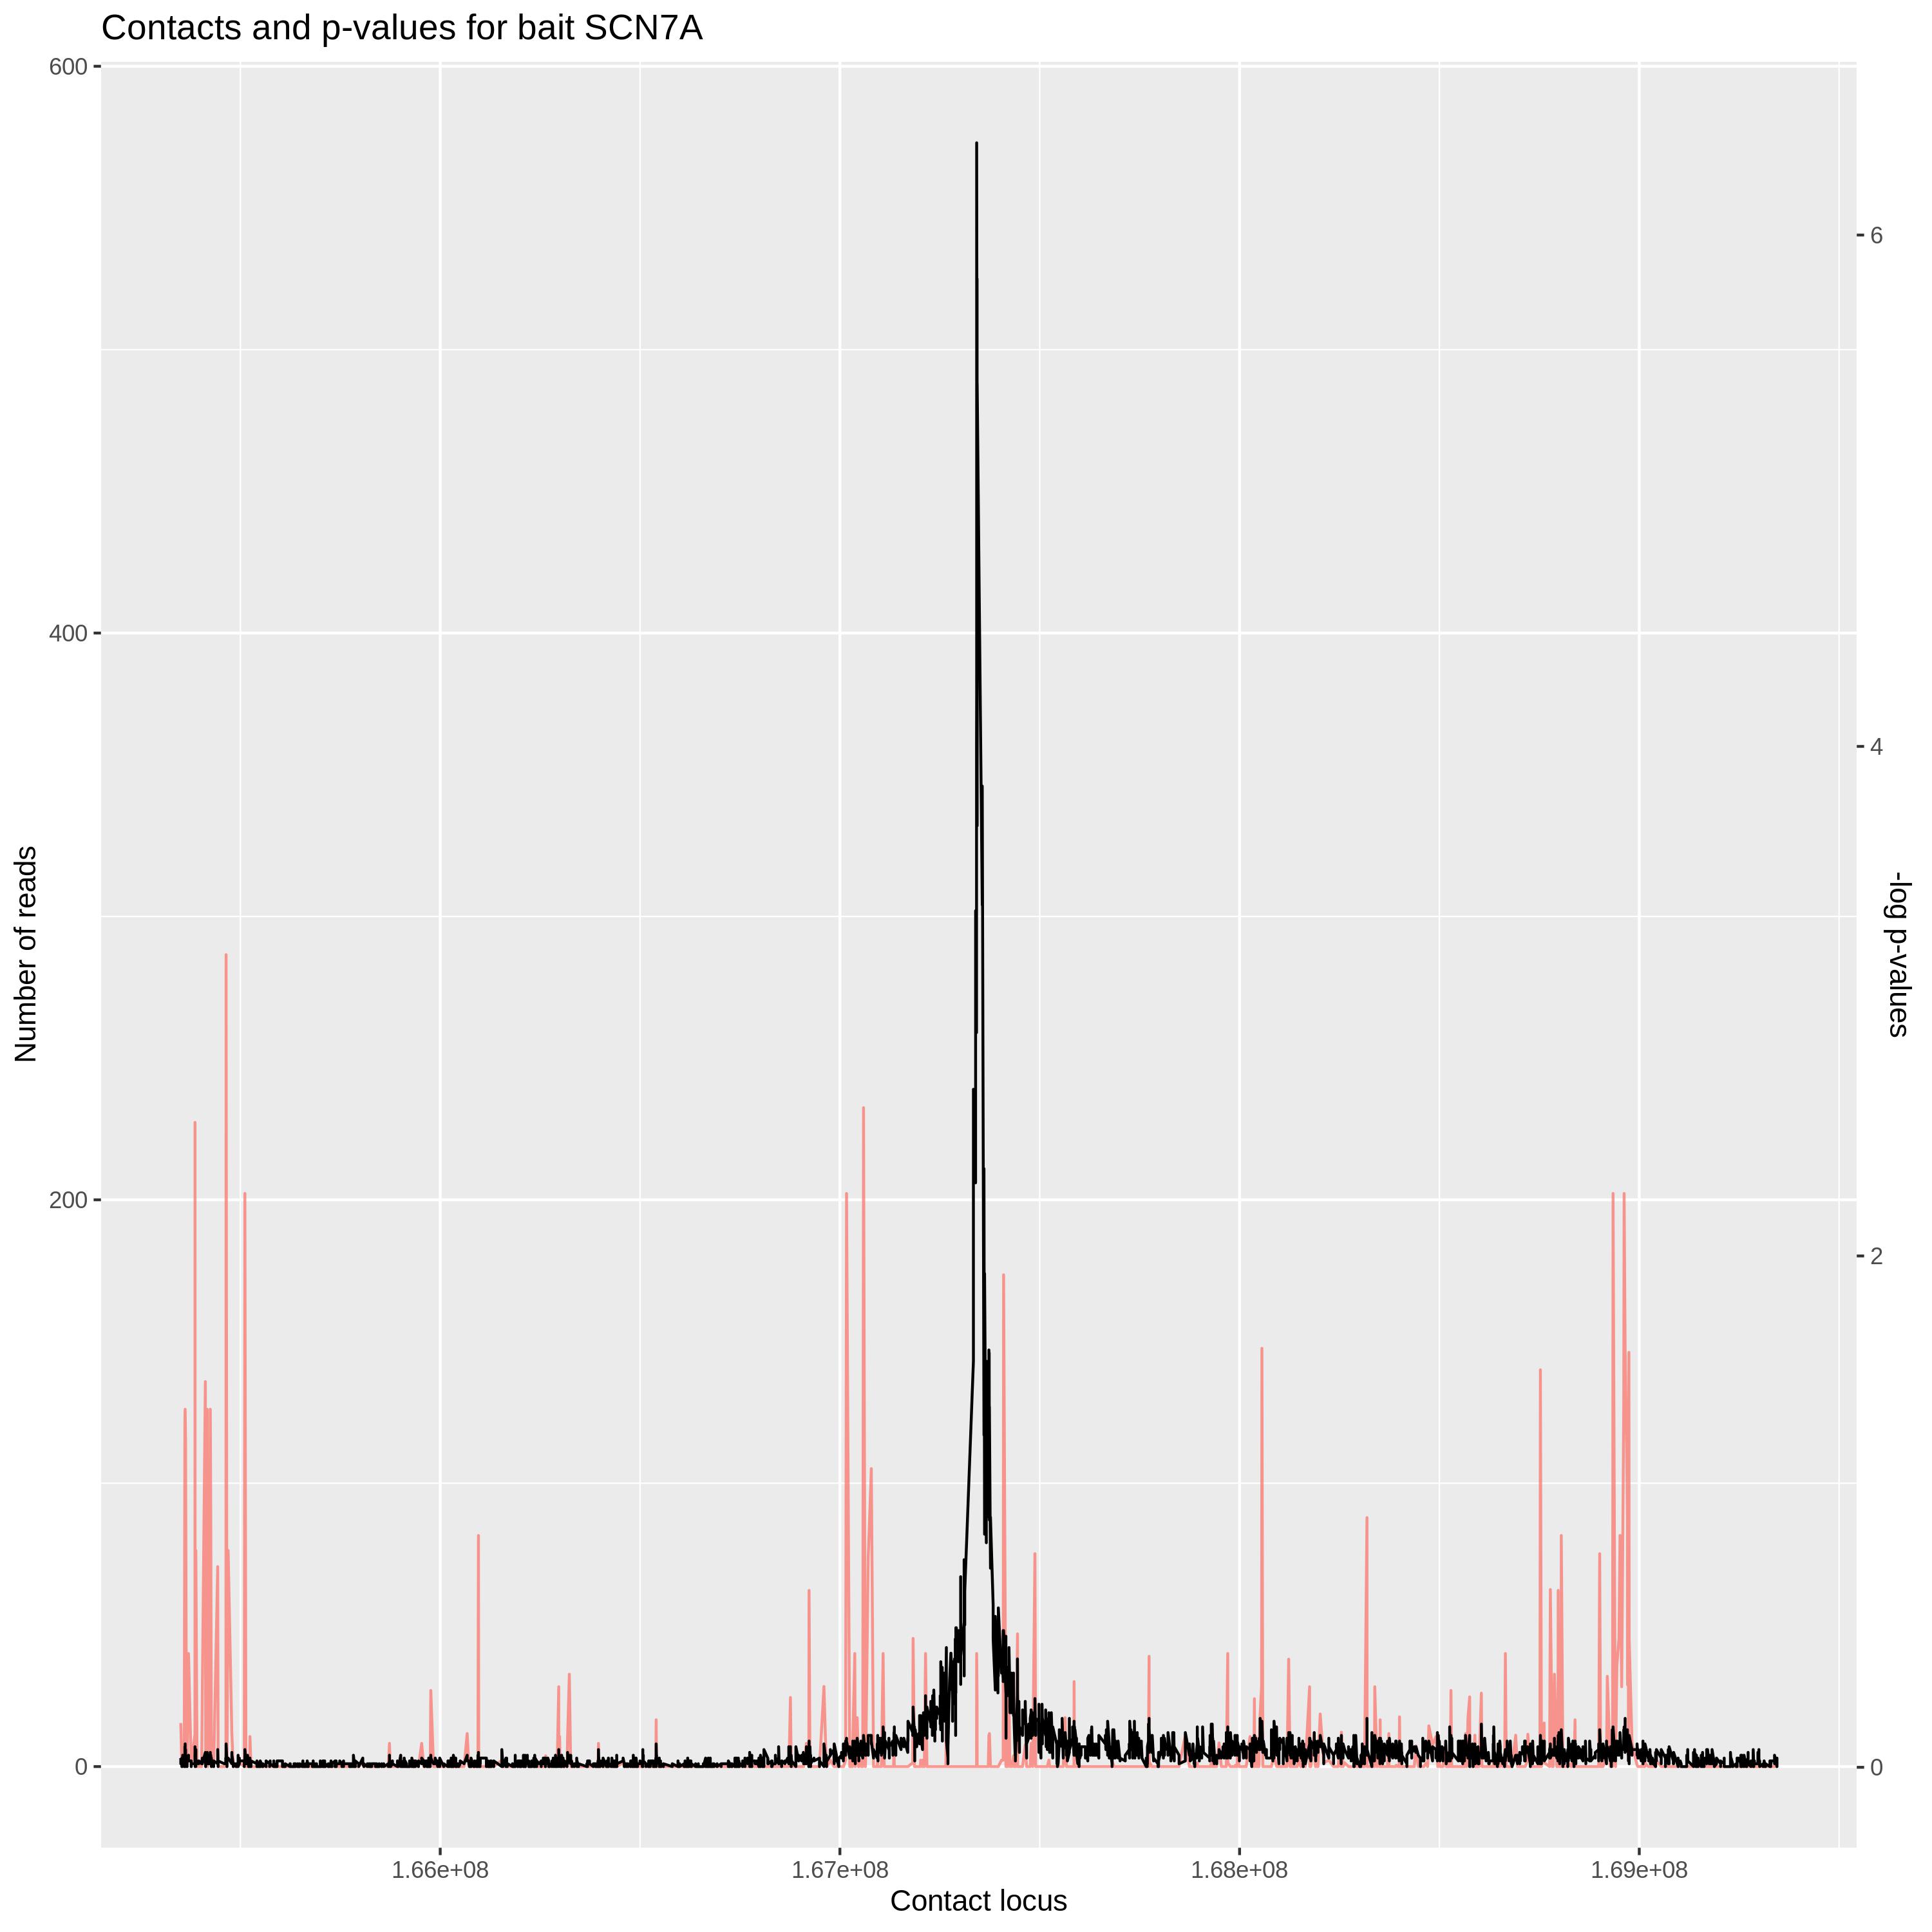 Contacts and p-values for bait SCN7A
600
400
200
0
Number of reads
6
4
2
0
-log p-values
1.66e+08
1.67e+08
1.68e+08
1.69e+08
Contact locus